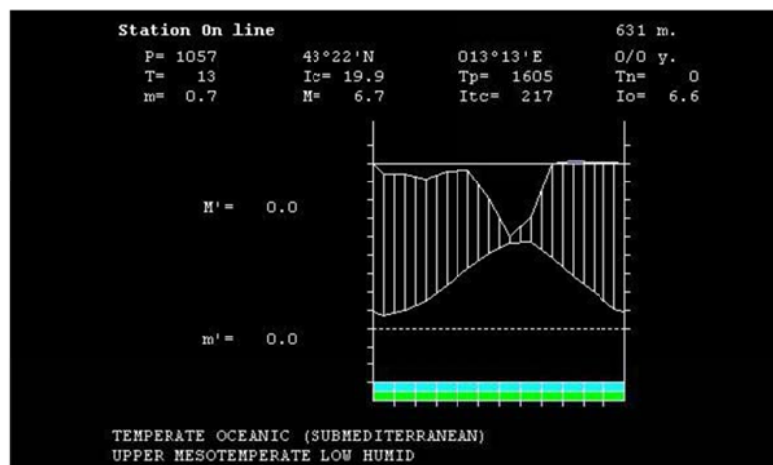 Station On line 631 m.
P= 1057 43°22'N 013°13'E 0/0 y.
T= 13 Ic= 19.9 Tp= 1605 Tn= 0
m= 0.7 M= 6.7 Itc= 217 Io= 6.6
M'= 0.0
m'= 0.0
TEMPERATE OCEANIC (SUBMEDITERRANEAN)
UPPER MESOTEMPERATE LOW HUMID